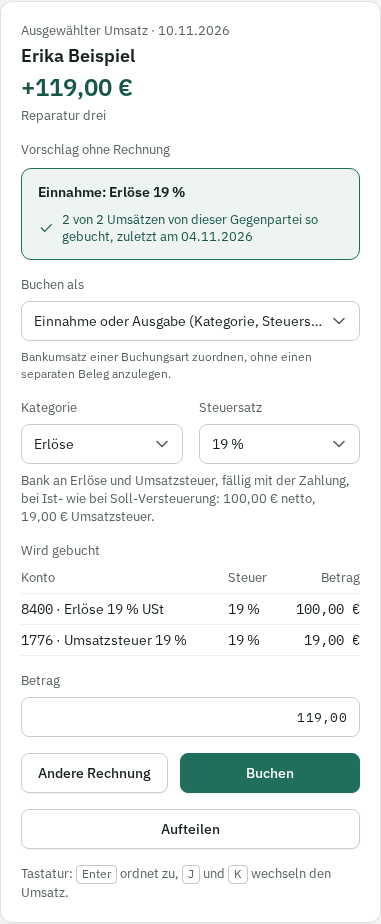 Ausgewählter Umsatz · 10.11.2026
Erika Beispiel
+119,00 €
Reparatur drei
Vorschlag ohne Rechnung
Einnahme: Erlöse 19 %
2 von 2 Umsätzen von dieser Gegenpartei so
gebucht, zuletzt am 04.11.2026
Buchen als
Einnahme oder Ausgabe (Kategorie, Steuers...
Bankumsatz einer Buchungsart zuordnen, ohne einen
separaten Beleg anzulegen.
Kategorie Steuersatz
Erlöse 19 %
Bank an Erlöse und Umsatzsteuer, fällig mit der Zahlung,
bei Ist- wie bei Soll-Versteuerung: 100,00 € netto,
19,00 € Umsatzsteuer.
Wird gebucht
Konto Steuer Betrag
8400 · Erlöse 19 % USt 19 % 100,00 €
1776 · Umsatzsteuer 19 % 19 % 19,00 €
Betrag
119,00
Andere Rechnung Buchen
Aufteilen
Tastatur: Enter ordnet zu, J und K wechseln den
Umsatz.